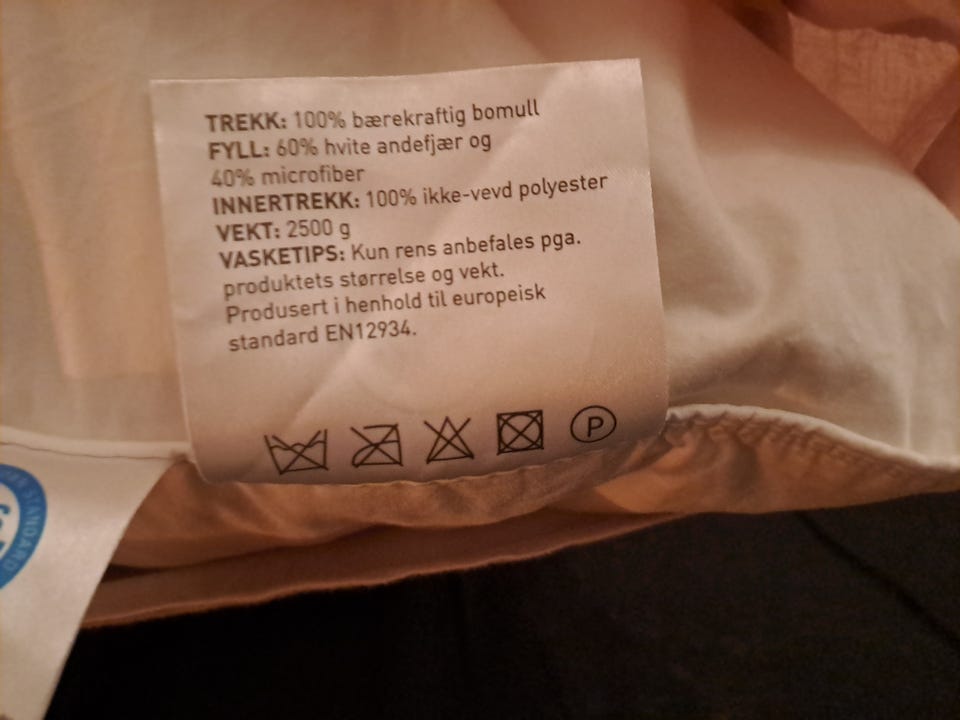 TREKK: 100% bærekraftig bomull
FYLL: 60% hvite andefjær og
40% microfiber
INNERTREKK: 100% ikke-vevd polyester
VEKT: 2500 g
VASKETIPS: Kun rens anbefales pga.
produktets størrelse og vekt.
Produsert i henhold til europeisk
standard EN12934.
P
STANDARD